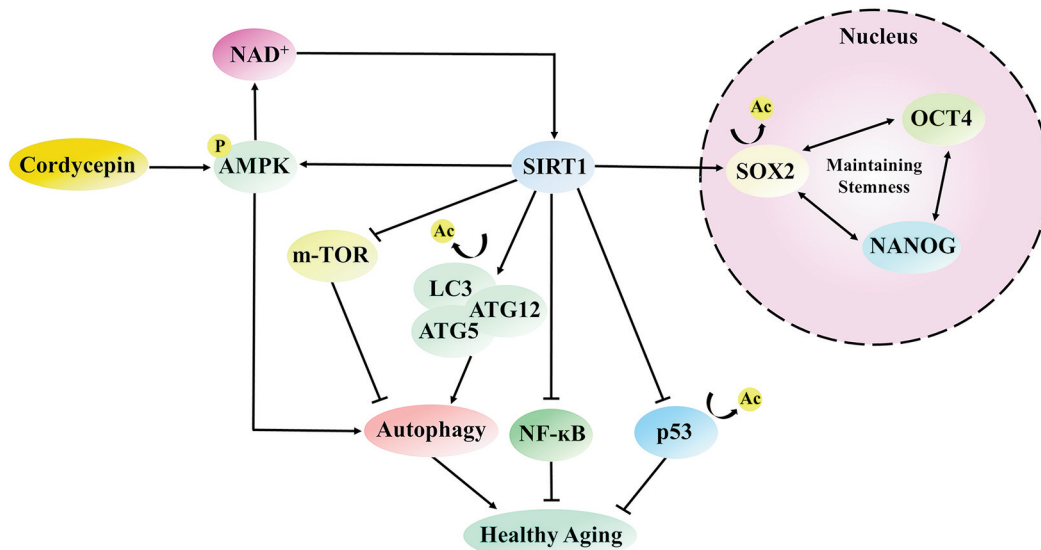 Nucleus
NAD+
Ac
OCT4
P
Cordycepin
AMPK
SIRT1
SOX2
Maintaining
Stemness
NANOG
m-TOR
Ac
LC3
ATG12
ATG5
Ac
Autophagy
NF-κB
p53
Healthy Aging